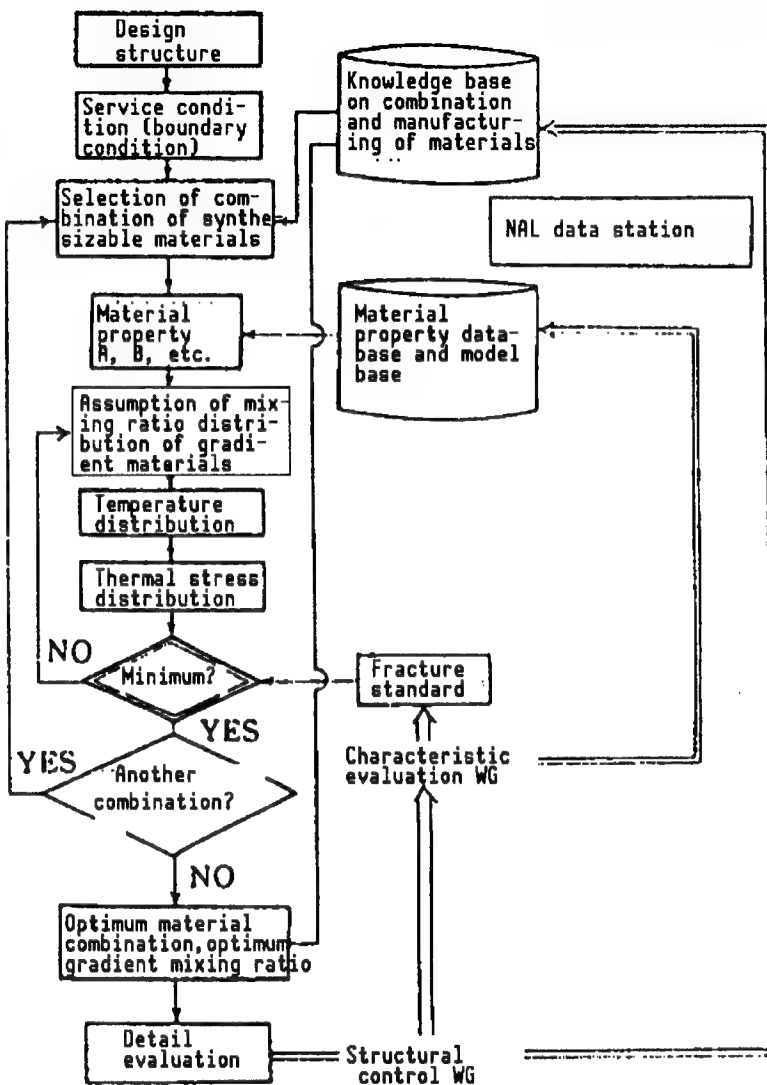 Design
structure
Service condi-
tion (boundary
condition)
Selection of com-
bination of synthe-
sizable materials
Material
property
A, B, etc.
Assumption of mix-
ing ratio distri-
bution of gradi-
ent materials
Temperature
distribution
Thermal stress
distribution
NO
Minimum?
YES
YES
Another
combination?
NO
Optimum material
combination, optimum
gradient mixing ratio
Detail
evaluation
Knowledge base
on combination
and manufactur-
ing of materials
NAL data station
Material
property data-
base and model
base
Fracture
standard
Characteristic
evaluation WG
Structural
control WG